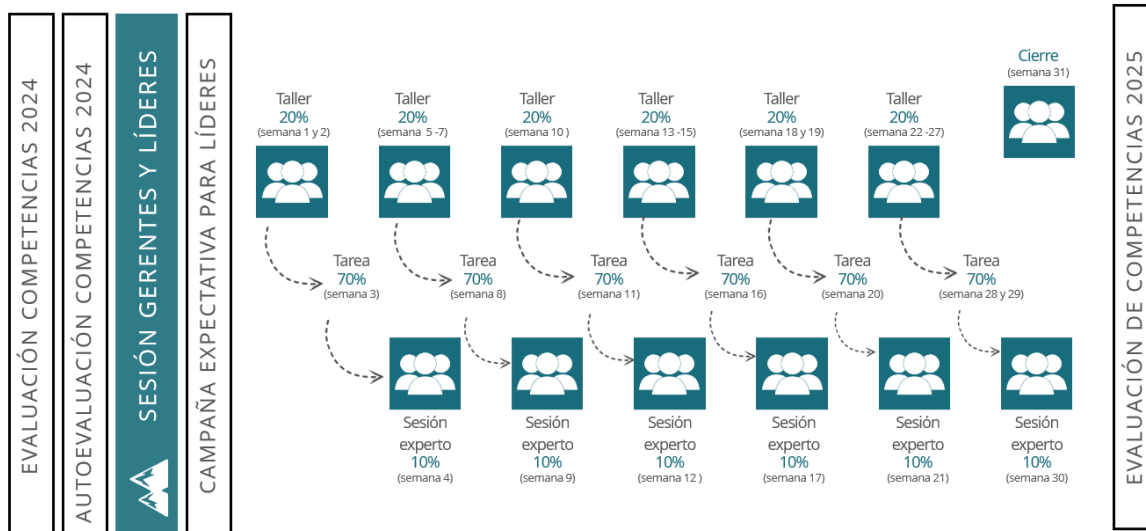 EVALUACIÓN COMPETENCIAS 2024
AUTOEVALUACIÓN COMPETENCIAS 2024
SESIÓN GERENTES Y LÍDERES
CAMPAÑA EXPECTATIVA PARA LÍDERES
Taller
20%
(semana 1 y 2)
Taller
20%
(semana 5 -7)
Taller
20%
(semana 10 )
Taller
20%
(semana 13 -15)
Taller
20%
(semana 18 y 19)
Taller
20%
(semana 22 -27)
Cierre
(semana 31)
Tarea
70%
(semana 3)
Tarea
70%
(semana 8)
Tarea
70%
(semana 11)
Tarea
70%
(semana 16)
Tarea
70%
(semana 20)
Tarea
70%
(semana 28 y 29)
Sesión
experto
10%
(semana 4)
Sesión
experto
10%
(semana 9)
Sesión
experto
10%
(semana 12 )
Sesión
experto
10%
(semana 17)
Sesión
experto
10%
(semana 21)
Sesión
experto
10%
(semana 30)
EVALUACIÓN DE COMPETENCIAS 2025